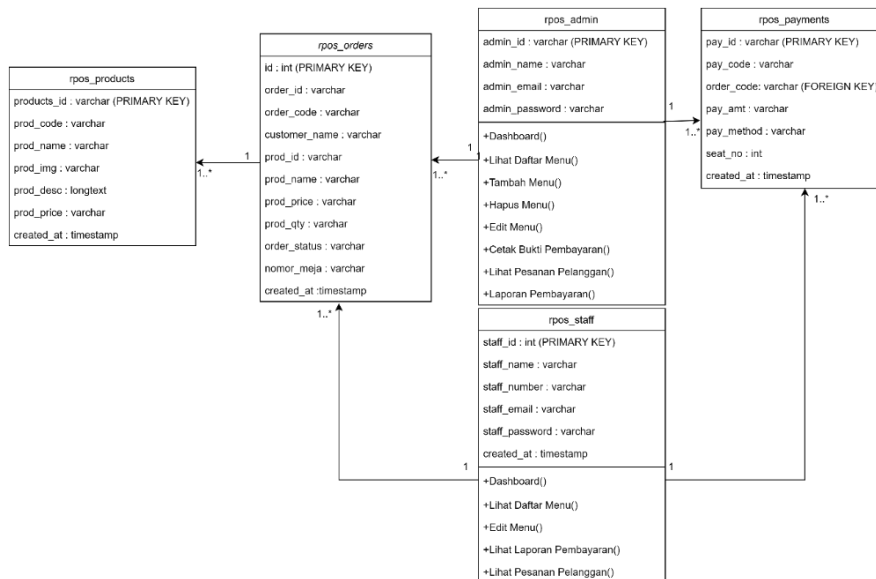 rpos_products
products_id : varchar (PRIMARY KEY)
prod_code : varchar
prod_name : varchar
prod_img : varchar
prod_desc : longtext
prod_price : varchar
created_at : timestamp
1
1..*
rpos_orders
id : int (PRIMARY KEY)
order_id : varchar
order_code : varchar
customer_name : varchar
prod_id : varchar
prod_name : varchar
prod_price : varchar
prod_qty : varchar
order_status : varchar
nomor_meja : varchar
created_at :timestamp
1
1
1..*
1..*
rpos_admin
admin_id : varchar (PRIMARY KEY)
admin_name : varchar
admin_email : varchar
admin_password : varchar
+Dashboard()
+Lihat Daftar Menu()
+Tambah Menu()
+Hapus Menu()
+Edit Menu()
+Cetak Bukti Pembayaran()
+Lihat Pesanan Pelanggan()
+Laporan Pembayaran()
1
1..*
rpos_payments
pay_id : varchar (PRIMARY KEY)
pay_code : varchar
order_code: varchar (FOREIGN KEY)
pay_amt : varchar
pay_method : varchar
seat_no : int
created_at : timestamp
1..*
rpos_staff
staff_id : int (PRIMARY KEY)
staff_name : varchar
staff_number : varchar
staff_email : varchar
staff_password : varchar
created_at : timestamp
1
1
+Dashboard()
+Lihat Daftar Menu()
+Edit Menu()
+Lihat Laporan Pembayaran()
+Lihat Pesanan Pelanggan()